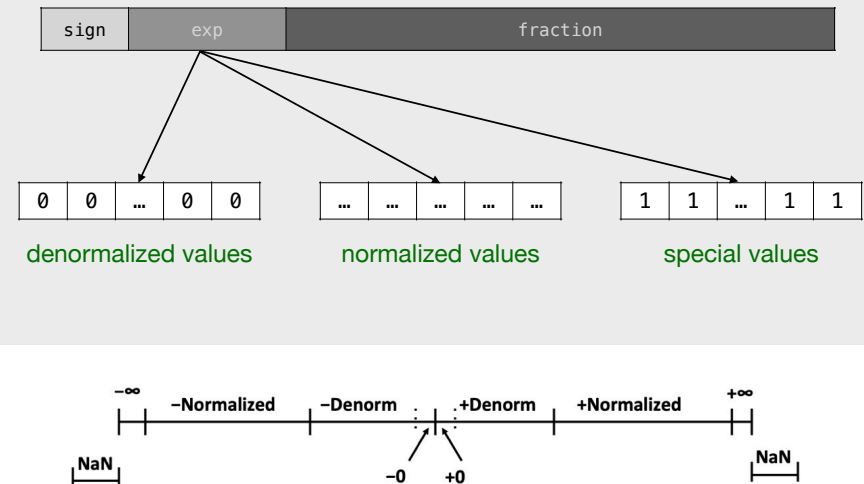 sign exp fraction
0 0 … 0 0 … … … … … 1 1 … 1 1
denormalized values normalized values special values
−∞ +∞
−Normalized −Denorm +Denorm +Normalized
NaN NaN
−0 +0